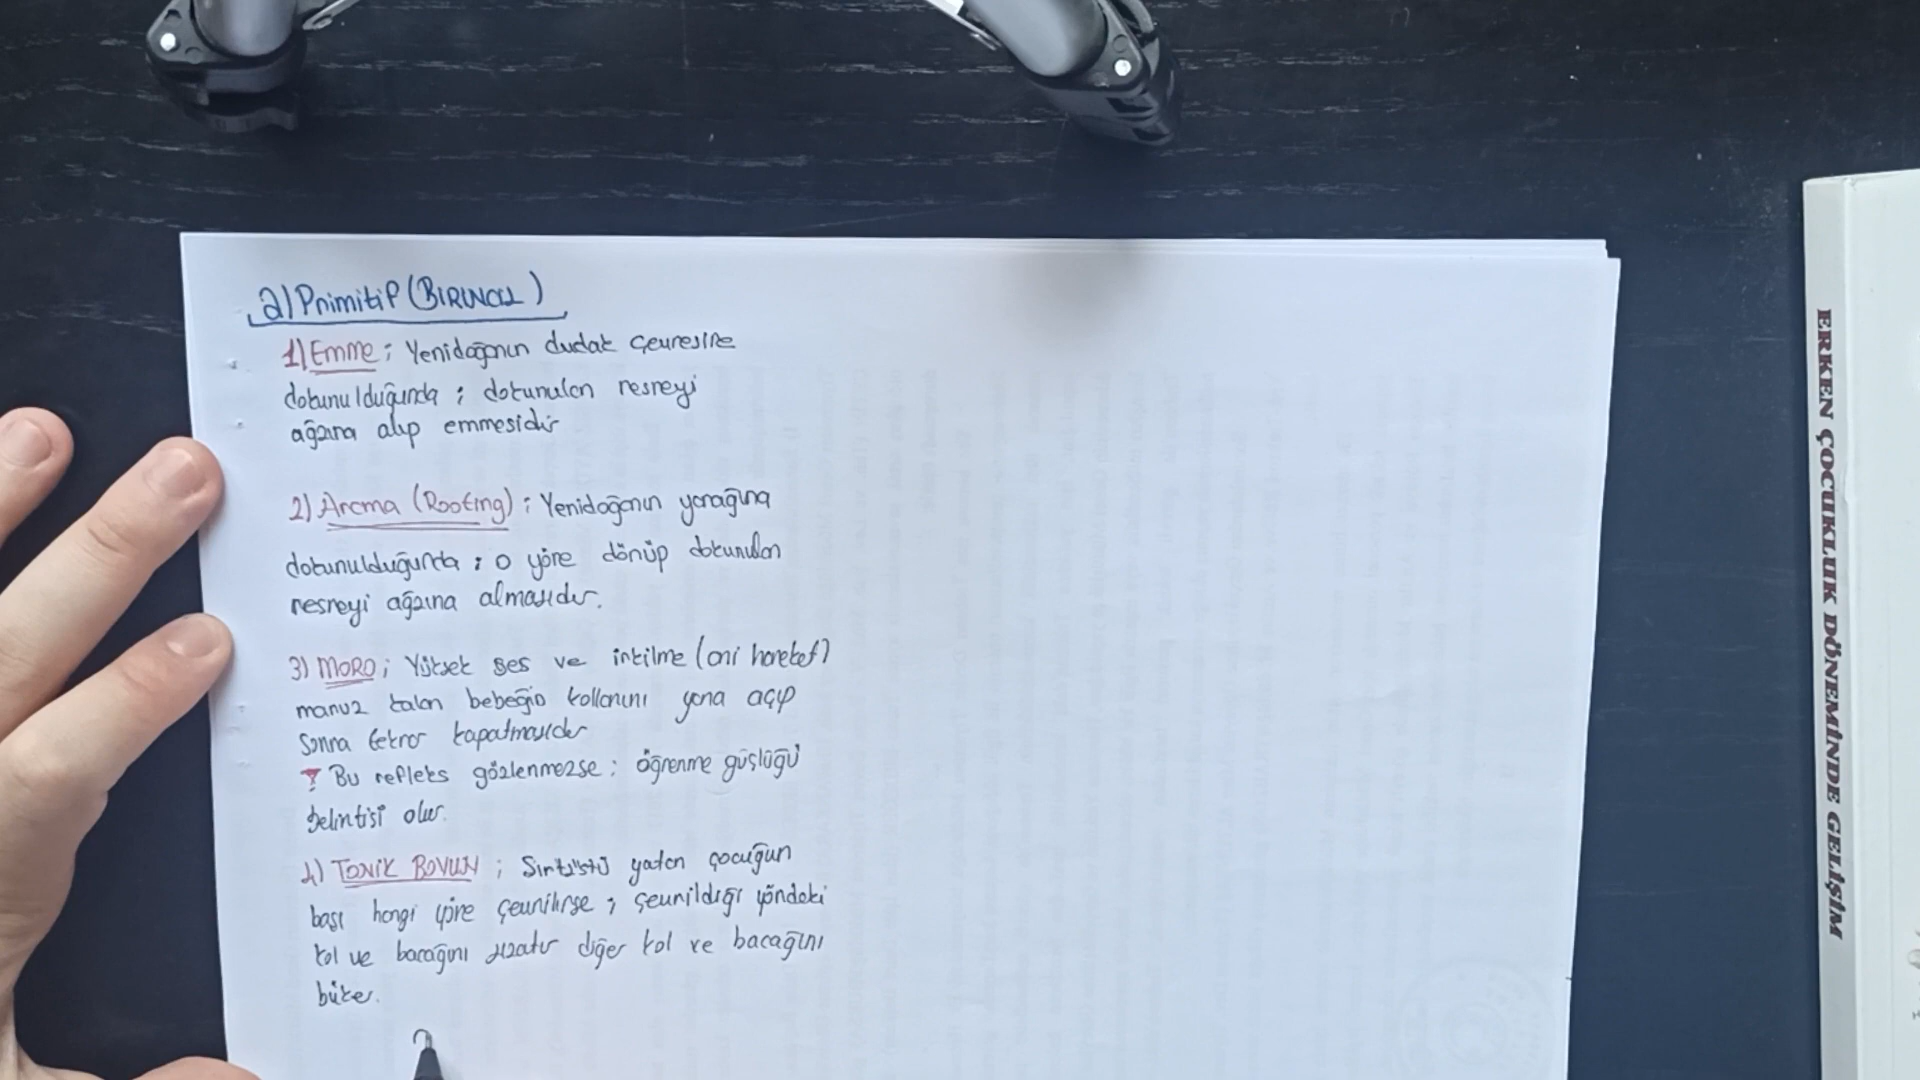 a) Primitif (BİRİNCİL)
1) Emme ; Yenidoğanın dudak çevresine
dokunulduğunda ; dokunulan nesneyi
ağzına alıp emmesidir
2) Arama (Rooting) ; Yenidoğanın yanağına
dokunulduğunda ; o yöne dönüp dokunulan
nesneyi ağzına almasıdır.
3) MORO ; Yüksek ses ve irkilme (ani hareket)
maruz kalan bebeğin kollarını yana açıp
Sonra tekrar kapatmasıdır
Bu refleks gözlenmezse ; öğrenme güçlüğü
belirtisi olur.
4) TONİK BOYUN ; Sırtüstü yatan çocuğun
başı hangi yöne çevrilirse ; çevrildiği yöndeki
kol ve bacağını uzatır diğer kol ve bacağını
büker.
ERKEN ÇOCUKLUK DÖNEMİNDE GELİŞİM